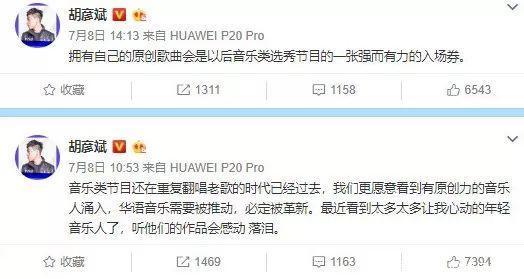 胡彦斌
7月8日 14:13 来自 HUAWEI P20 Pro
拥有自己的原创歌曲会是以后音乐类选秀节目的一张强而有力的入场券。
收藏 1311 1158 6543
胡彦斌
7月8日 10:53 来自 HUAWEI P20 Pro
音乐类节目还在重复翻唱老歌的时代已经过去，我们更愿意看到有原创力的音乐
人涌入，华语音乐需要被推动，必定被革新。最近看到太多太多让我心动的年轻
音乐人了，听他们的作品会感动 落泪。
收藏 1469 1163 7394